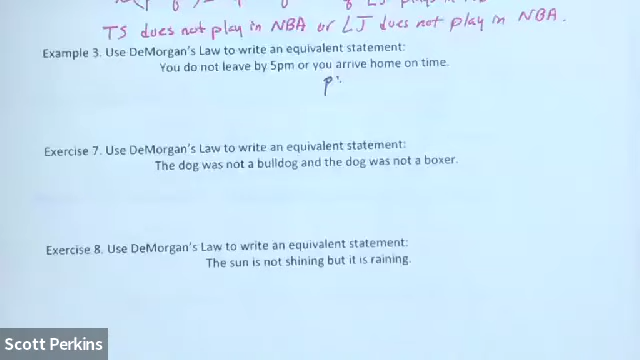 TS does not play in NBA or LJ does not play in NBA.
Example 3. Use DeMorgan's Law to write an equivalent statement:
You do not leave by 5pm or you arrive home on time.
p:
Exercise 7. Use DeMorgan's Law to write an equivalent statement:
The dog was not a bulldog and the dog was not a boxer.
Exercise 8. Use DeMorgan's Law to write an equivalent statement:
The sun is not shining but it is raining.
Scott Perkins